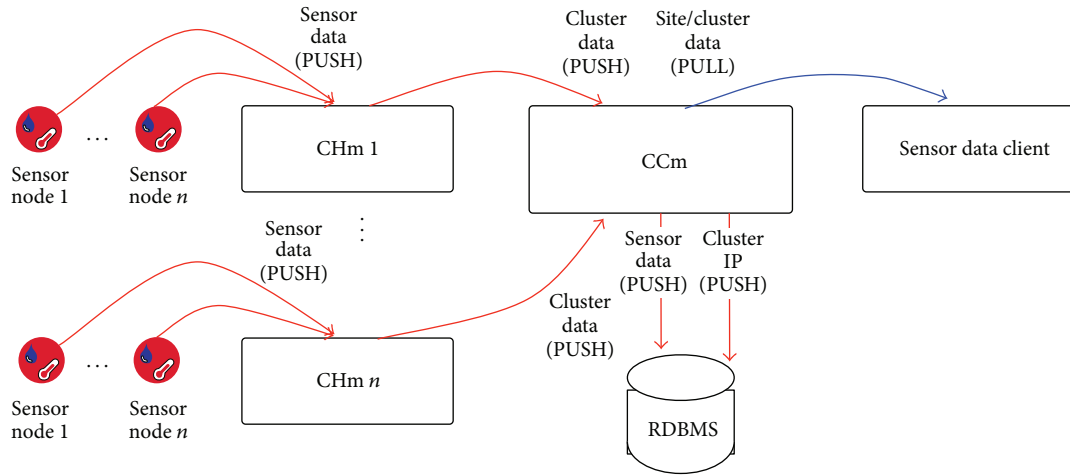 Sensor
data
(PUSH)
Cluster
data
(PUSH)
Site/cluster
data
(PULL)
CHm 1
CCm
Sensor data client
...
Sensor
node 1
Sensor
node n
Sensor
data
(PUSH)
⋮
Sensor
data
(PUSH)
Cluster
IP
(PUSH)
Cluster
data
(PUSH)
...
CHm n
Sensor
node 1
Sensor
node n
RDBMS